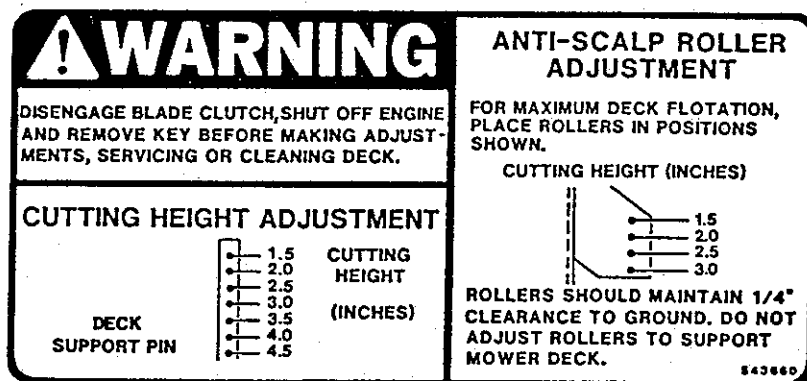 WARNING
DISENGAGE BLADE CLUTCH, SHUT OFF ENGINE
AND REMOVE KEY BEFORE MAKING ADJUST-
MENTS, SERVICING OR CLEANING DECK.
CUTTING HEIGHT ADJUSTMENT
1.5
2.0
2.5
3.0
3.5
4.0
4.5
CUTTING
HEIGHT
(INCHES)
DECK
SUPPORT PIN
ANTI-SCALP ROLLER
ADJUSTMENT
FOR MAXIMUM DECK FLOTATION,
PLACE ROLLERS IN POSITIONS
SHOWN.
CUTTING HEIGHT (INCHES)
1.5
2.0
2.5
3.0
ROLLERS SHOULD MAINTAIN 1/4"
CLEARANCE TO GROUND. DO NOT
ADJUST ROLLERS TO SUPPORT
MOWER DECK.
543660